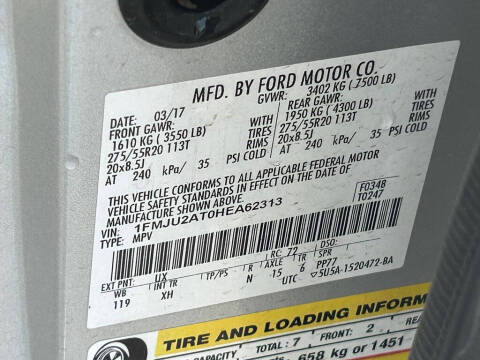 MFD. BY FORD MOTOR CO.
DATE: 03/17 GVWR: 3402 KG ( 7500 LB)
FRONT GAWR: REAR GAWR:
1610 KG ( 3550 LB) WITH 1950 KG ( 4300 LB) WITH
275/55R20 113T TIRES 275/55R20 113T TIRES
20x8.5J RIMS 20x8.5J RIMS
AT 240 kPa/ 35 PSI COLD AT 240 kPa/ 35 PSI COLD
THIS VEHICLE CONFORMS TO ALL APPLICABLE FEDERAL MOTOR
VEHICLE SAFETY STANDARDS IN EFFECT ON THE DATE OF
MANUFACTURE SHOWN ABOVE.
VIN: 1FMJU2AT0HEA62313 F0348
TYPE: MPV T0247
EXT PNT: UX RC: 72 DSO:
WB INT TR TP/PS R AXLE TR SPR
119 XH N 15 6 PP77
UTC 5U5A-1520472-BA
TIRE AND LOADING INFORM
CAPACITY TOTAL: 7 FRONT: 2 REA
658 kg or 1451